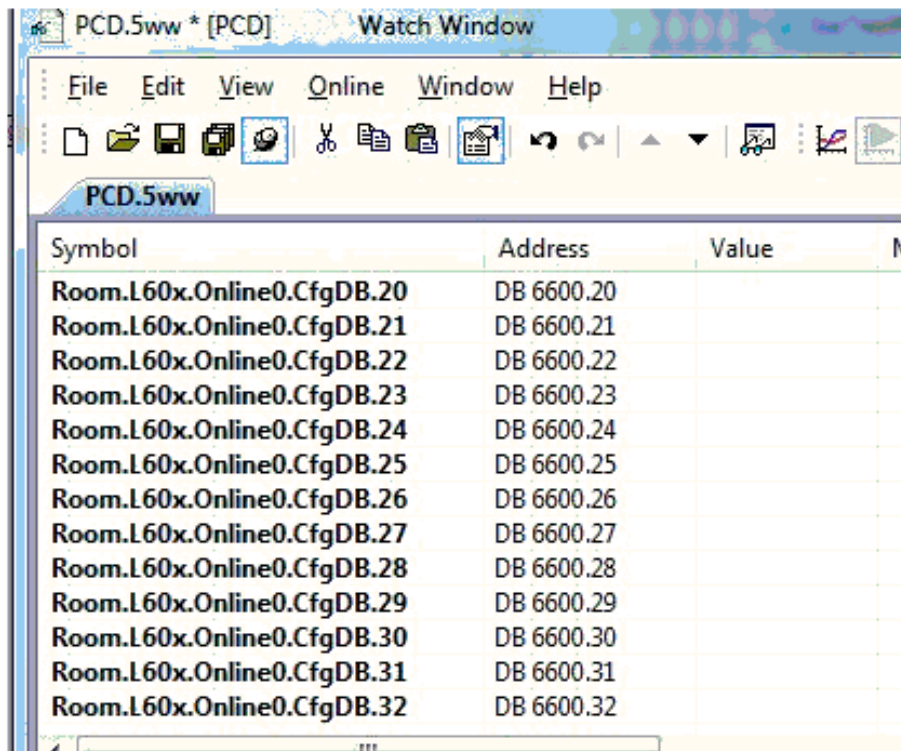 PCD.5ww * [PCD] Watch Window
File Edit View Online Window Help
PCD.5ww
Symbol Address Value
Room.L60x.Online0.CfgDB.20 DB 6600.20
Room.L60x.Online0.CfgDB.21 DB 6600.21
Room.L60x.Online0.CfgDB.22 DB 6600.22
Room.L60x.Online0.CfgDB.23 DB 6600.23
Room.L60x.Online0.CfgDB.24 DB 6600.24
Room.L60x.Online0.CfgDB.25 DB 6600.25
Room.L60x.Online0.CfgDB.26 DB 6600.26
Room.L60x.Online0.CfgDB.27 DB 6600.27
Room.L60x.Online0.CfgDB.28 DB 6600.28
Room.L60x.Online0.CfgDB.29 DB 6600.29
Room.L60x.Online0.CfgDB.30 DB 6600.30
Room.L60x.Online0.CfgDB.31 DB 6600.31
Room.L60x.Online0.CfgDB.32 DB 6600.32